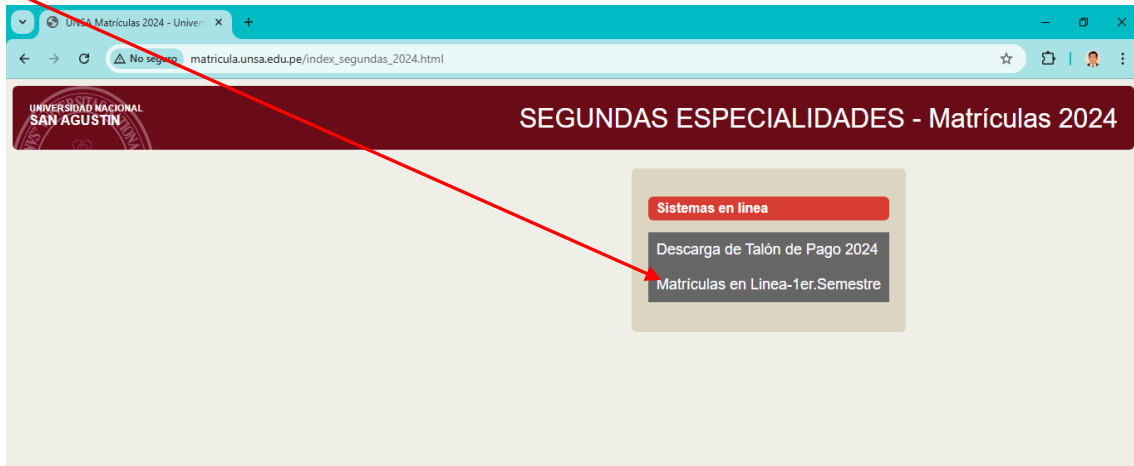 UNSA Matrículas 2024 - Univer
No seguro matricula.unsa.edu.pe/index_segundas_2024.html
UNIVERSIDAD NACIONAL
SAN AGUSTIN
SEGUNDAS ESPECIALIDADES - Matrículas 2024
Sistemas en linea
Descarga de Talón de Pago 2024
Matrículas en Linea-1er.Semestre